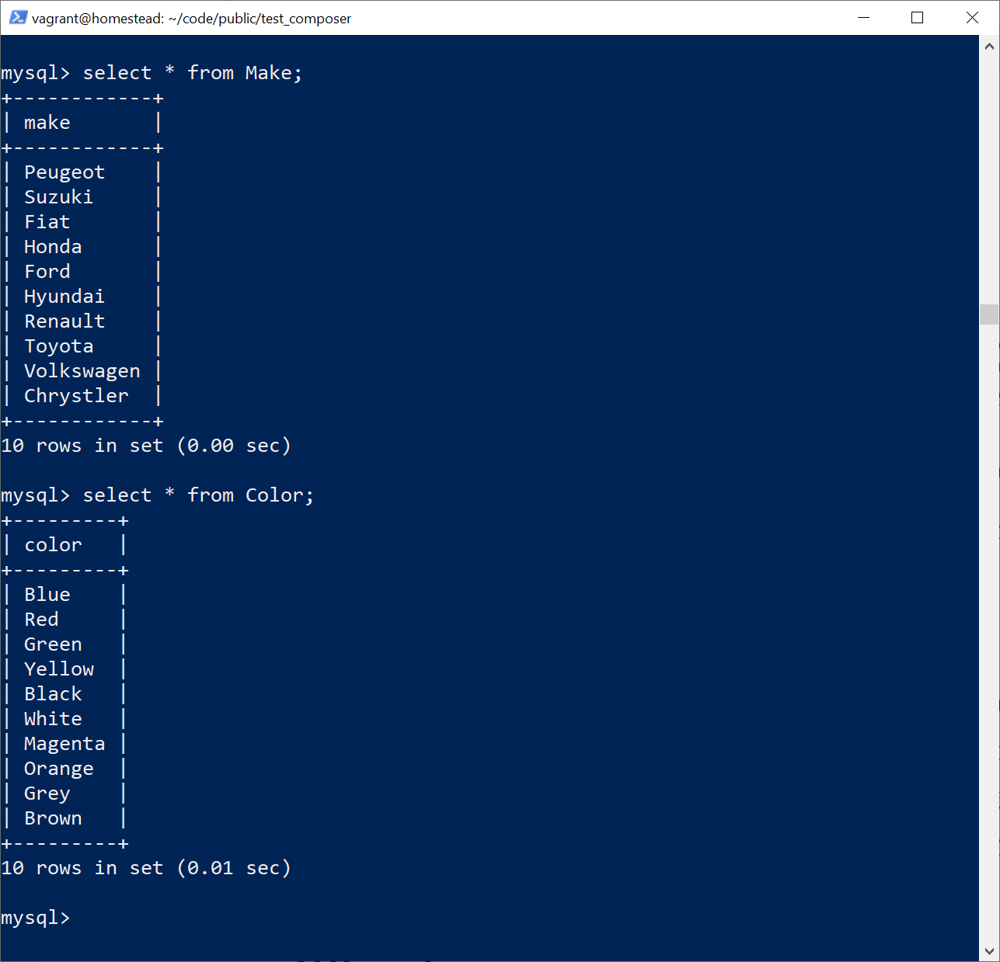 vagrant@homestead: ~/code/public/test_composer
mysql> select * from Make;
+------------+
| make       |
+------------+
| Peugeot    |
| Suzuki     |
| Fiat       |
| Honda      |
| Ford       |
| Hyundai    |
| Renault    |
| Toyota     |
| Volkswagen |
| Chrystler  |
+------------+
10 rows in set (0.00 sec)
mysql> select * from Color;
+---------+
| color   |
+---------+
| Blue    |
| Red     |
| Green   |
| Yellow  |
| Black   |
| White   |
| Magenta |
| Orange  |
| Grey    |
| Brown   |
+---------+
10 rows in set (0.01 sec)
mysql>